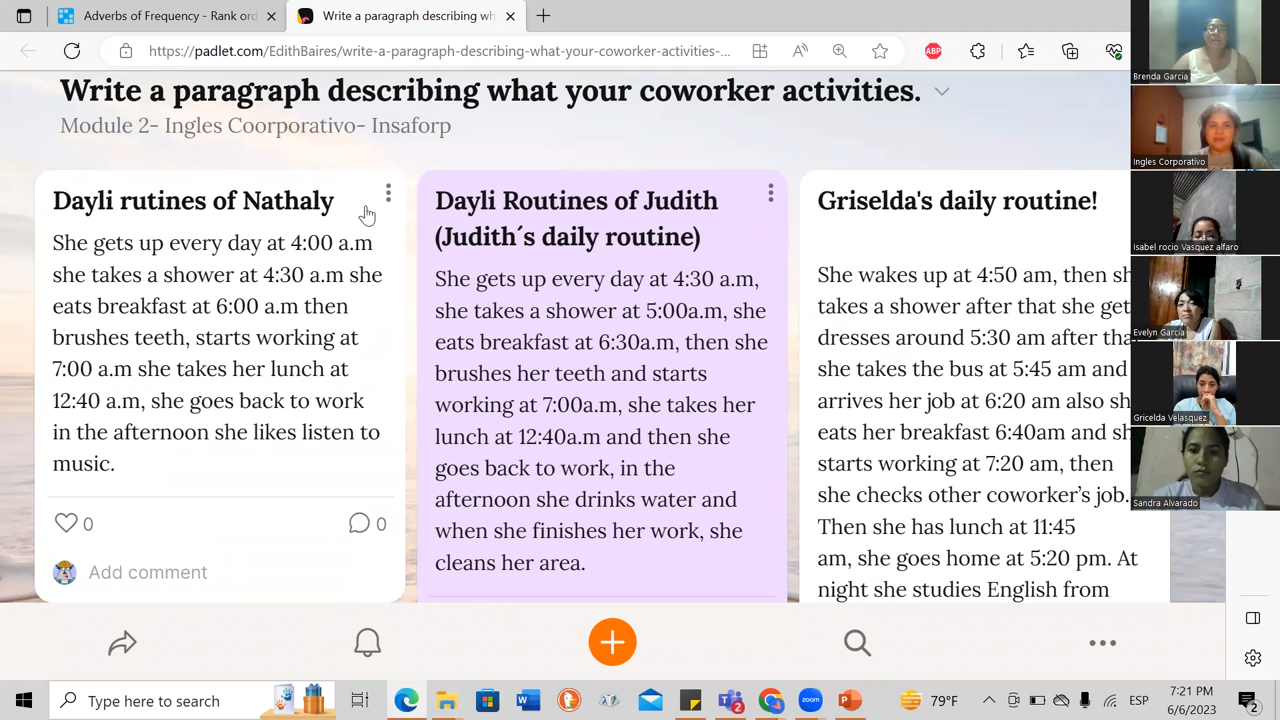 Adverbs of Frequency - Rank ord
Write a paragraph describing wh
https://padlet.com/EdithBaires/write-a-paragraph-describing-what-your-coworker-activities-...
ABP
Write a paragraph describing what your coworker activities.
Module 2- Ingles Coorporativo- Insaforp
Dayli rutines of Nathaly
She gets up every day at 4:00 a.m
she takes a shower at 4:30 a.m she
eats breakfast at 6:00 a.m then
brushes teeth, starts working at
7:00 a.m she takes her lunch at
12:40 a.m, she goes back to work
in the afternoon she likes listen to
music.
0
0
Add comment
Dayli Routines of Judith
(Judith´s daily routine)
She gets up every day at 4:30 a.m,
she takes a shower at 5:00a.m, she
eats breakfast at 6:30a.m, then she
brushes her teeth and starts
working at 7:00a.m, she takes her
lunch at 12:40a.m and then she
goes back to work, in the
afternoon she drinks water and
when she finishes her work, she
cleans her area.
Griselda's daily routine!
She wakes up at 4:50 am, then sh
takes a shower after that she get
dresses around 5:30 am after tha
she takes the bus at 5:45 am and
arrives her job at 6:20 am also sh
eats her breakfast 6:40am and sh
starts working at 7:20 am, then
she checks other coworker's job.
Then she has lunch at 11:45
am, she goes home at 5:20 pm. At
night she studies English from
Brenda Garcia
Ingles Corporativo
Isabel rocio Vasquez alfaro
Evelyn García
Gricelda Velasquez
Sandra Alvarado
Type here to search
2
zoom
79°F
ESP
7:21 PM
6/6/2023
2